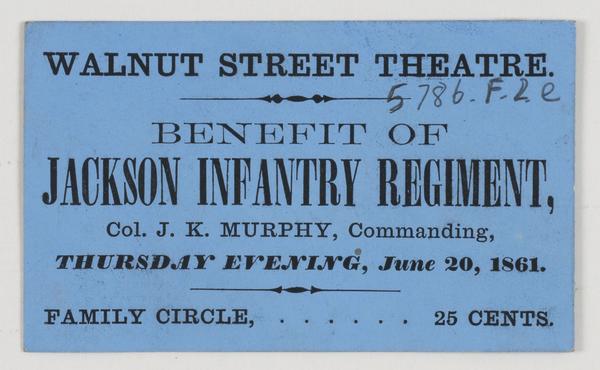 WALNUT STREET THEATRE.
5786.F.2e
BENEFIT OF
JACKSON INFANTRY REGIMENT,
Col. J. K. MURPHY, Commanding,
THURSDAY EVENING, June 20, 1861.
FAMILY CIRCLE, . . . . . . . 25 CENTS.